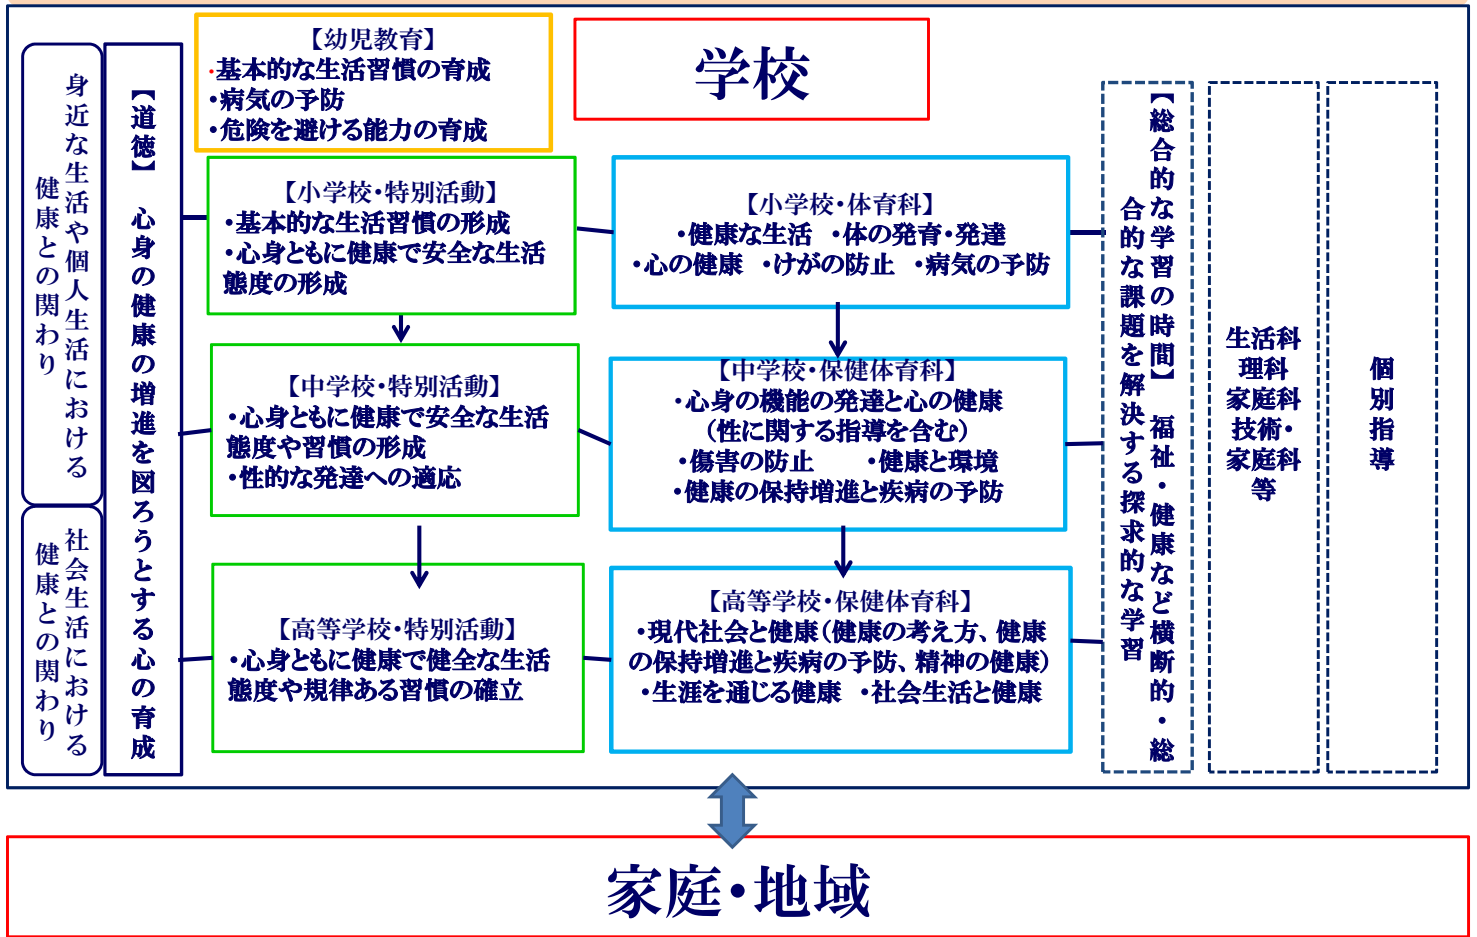 身近な生活や個人生活における
健康との関わり
社会生活における
健康との関わり
【道徳】　心身の健康の増進を図ろうとする心の育成
【幼児教育】
・基本的な生活習慣の育成
・病気の予防
・危険を避ける能力の育成
学校
【小学校・特別活動】
・基本的な生活習慣の形成
・心身ともに健康で安全な生活
態度の形成
【小学校・体育科】
・健康な生活　・体の発育・発達
・心の健康　・けがの防止　・病気の予防
【中学校・特別活動】
・心身ともに健康で安全な生活
態度や習慣の形成
・性的な発達への適応
【中学校・保健体育科】
・心身の機能の発達と心の健康
（性に関する指導を含む）
・傷害の防止　　・健康と環境
・健康の保持増進と疾病の予防
【高等学校・特別活動】
・心身ともに健康で健全な生活
態度や規律ある習慣の確立
【高等学校・保健体育科】
・現代社会と健康（健康の考え方、健康
の保持増進と疾病の予防、精神の健康）
・生涯を通じる健康　・社会生活と健康
【総合的な学習の時間】　福祉・健康など横断的・総
合的な課題を解決する探求的な学習
生活科
理科
家庭科
技術・
家庭科
等
個別指導
家庭・地域